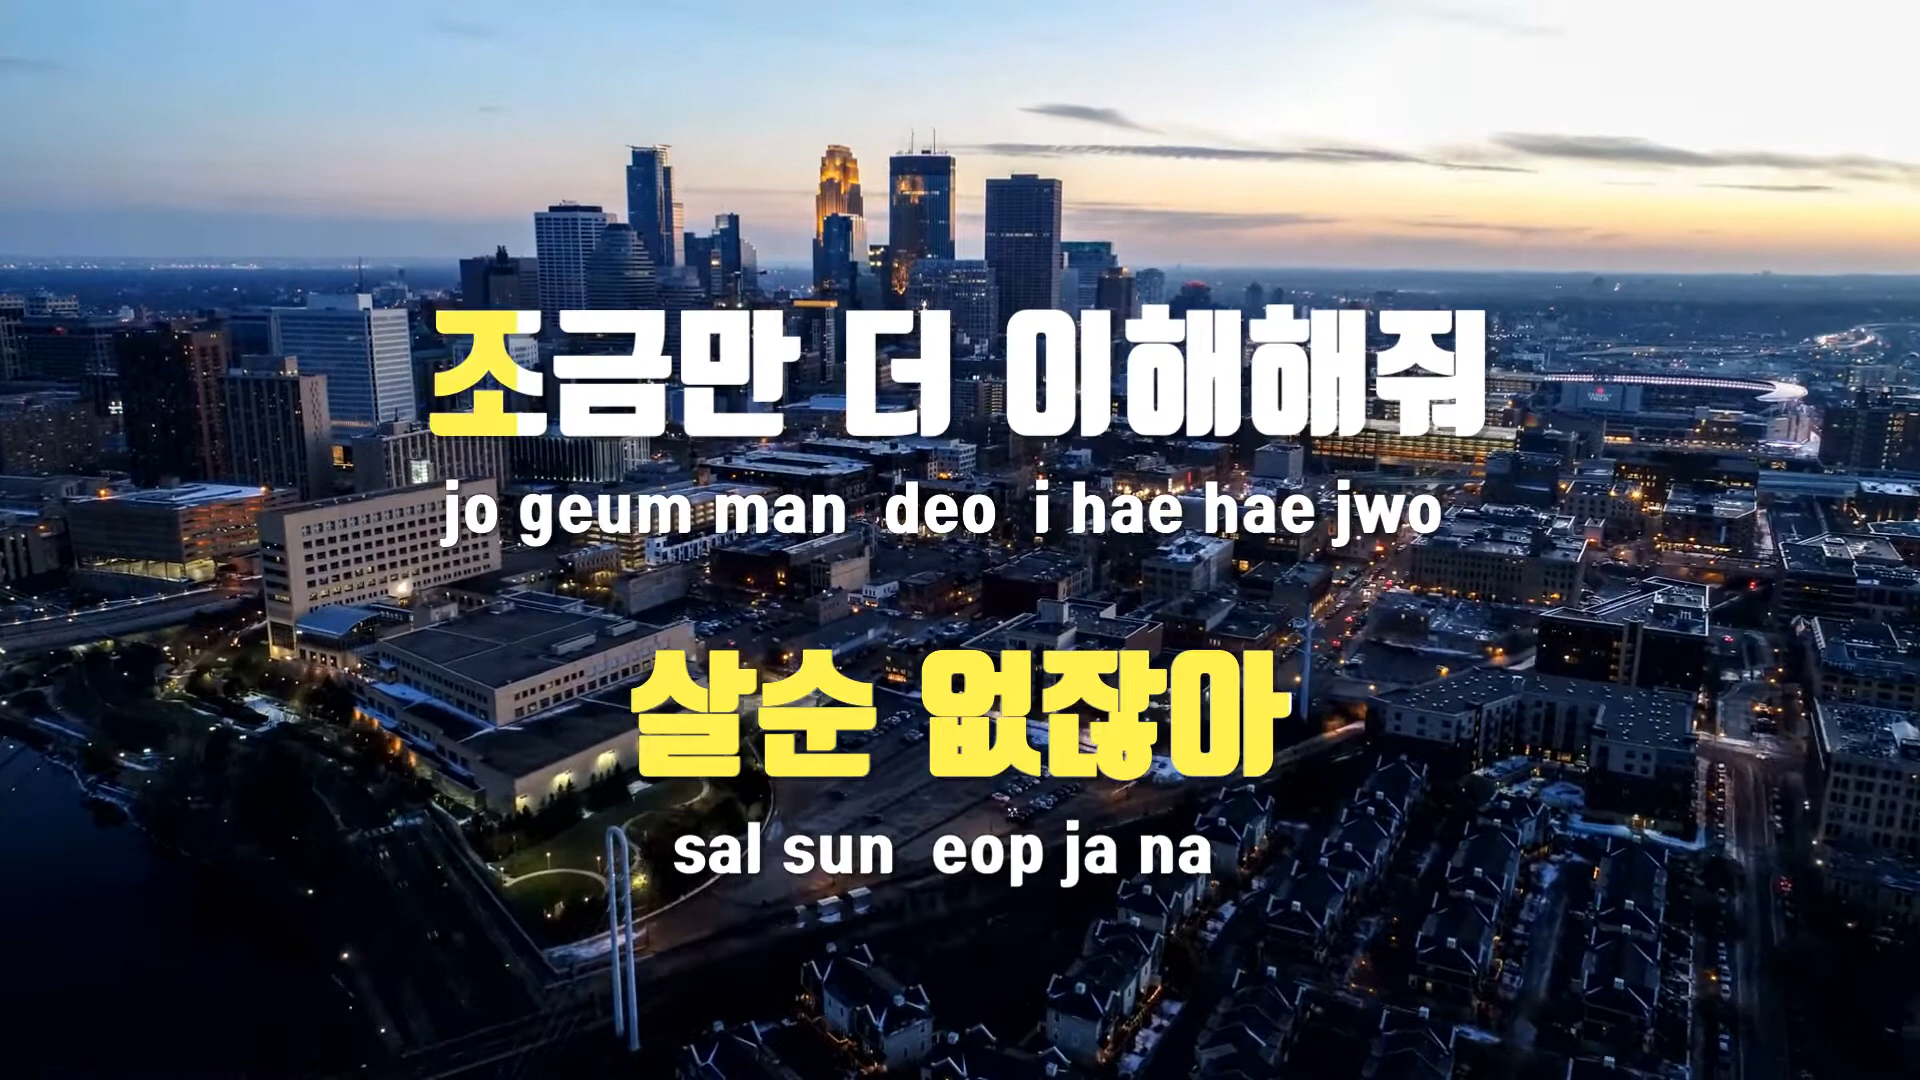 조금만 더 이해해줘
jo geum man deo i hae hae jwo
살순 없잖아
sal sun eop ja na